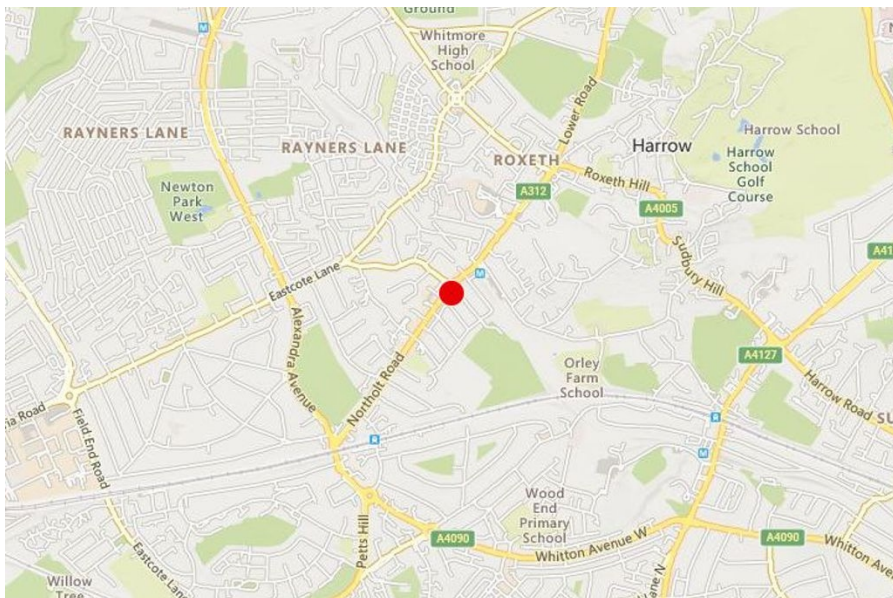 Ground
M
Whitmore
High
School
Lower Road
RAYNERS LANE
RAYNERS LANE
ROXETH
Harrow
Harrow School
Harrow
School
Golf
Course
Newton
Park
West
A312
Roxeth Hill
A4005
Sudbury Hill
Eastcote Lane
M
Alexandra Avenue
Northolt Road
Orley
Farm
School
A4127
Harrow Road
Field End Road
R
R
M
Wood
End
Primary
School
Petts Hill
A4090
Whitton Avenue W
A4090
Whitton
Eastcote Lane
Willow
Tree